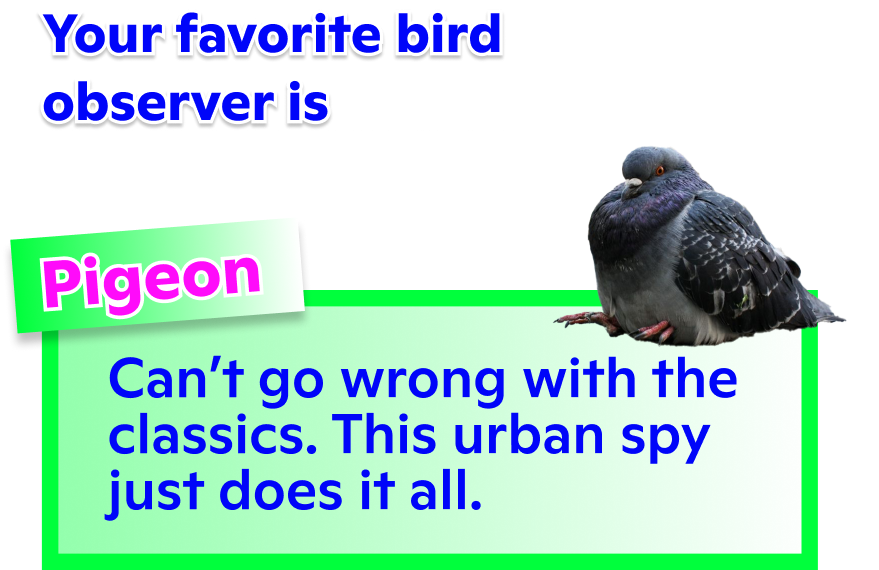 Your favorite bird
observer is
Pigeon
Can’t go wrong with the
classics. This urban spy
just does it all.